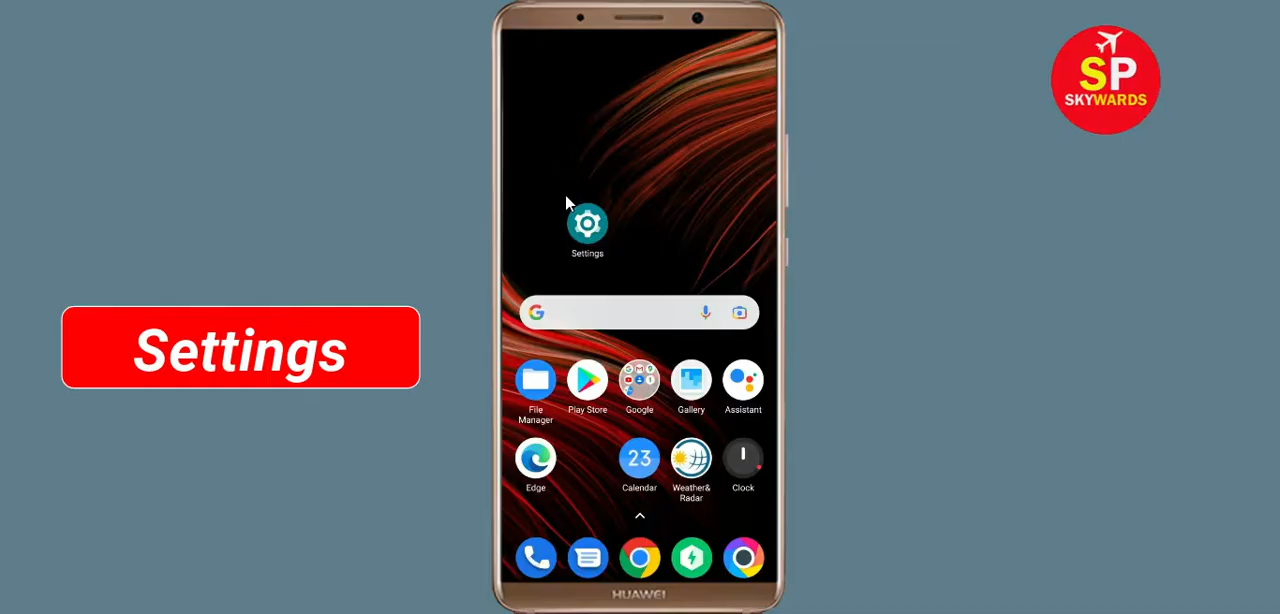 SP
SKYWARDS
Settings
Settings
File
Manager
Play Store
Google
Gallery
Assistant
Edge
23
Calendar
Weather&
Radar
Clock
HUAWEI